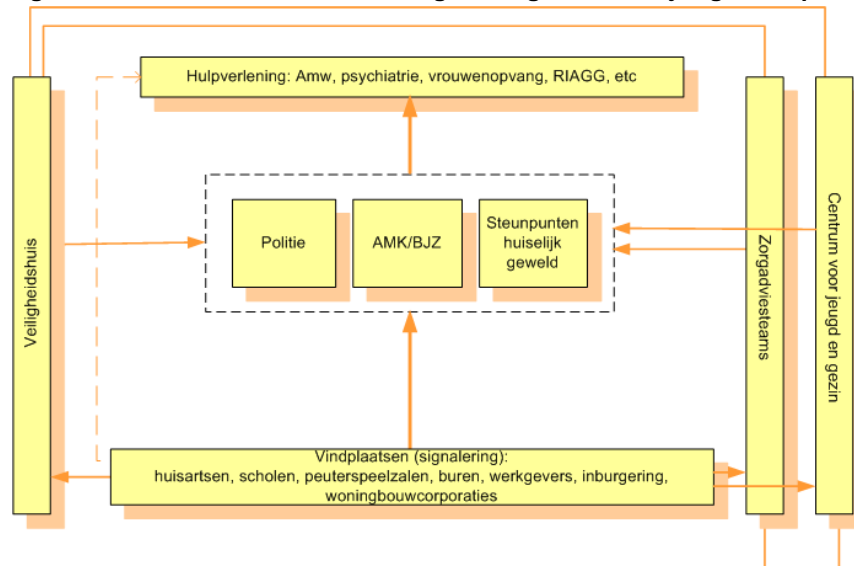 Hulpverlening: Amw, psychiatrie, vrouwenopvang, RIAGG, etc
Veiligheidshuis
Politie
AMK/BJZ
Steunpunten
huiselijk
geweld
Zorgadviesteams
Centrum voor jeugd en gezin
Vindplaatsen (signalering):
huisartsen, scholen, peuterspeelzalen, buren, werkgevers, inburgering,
woningbouwcorporaties